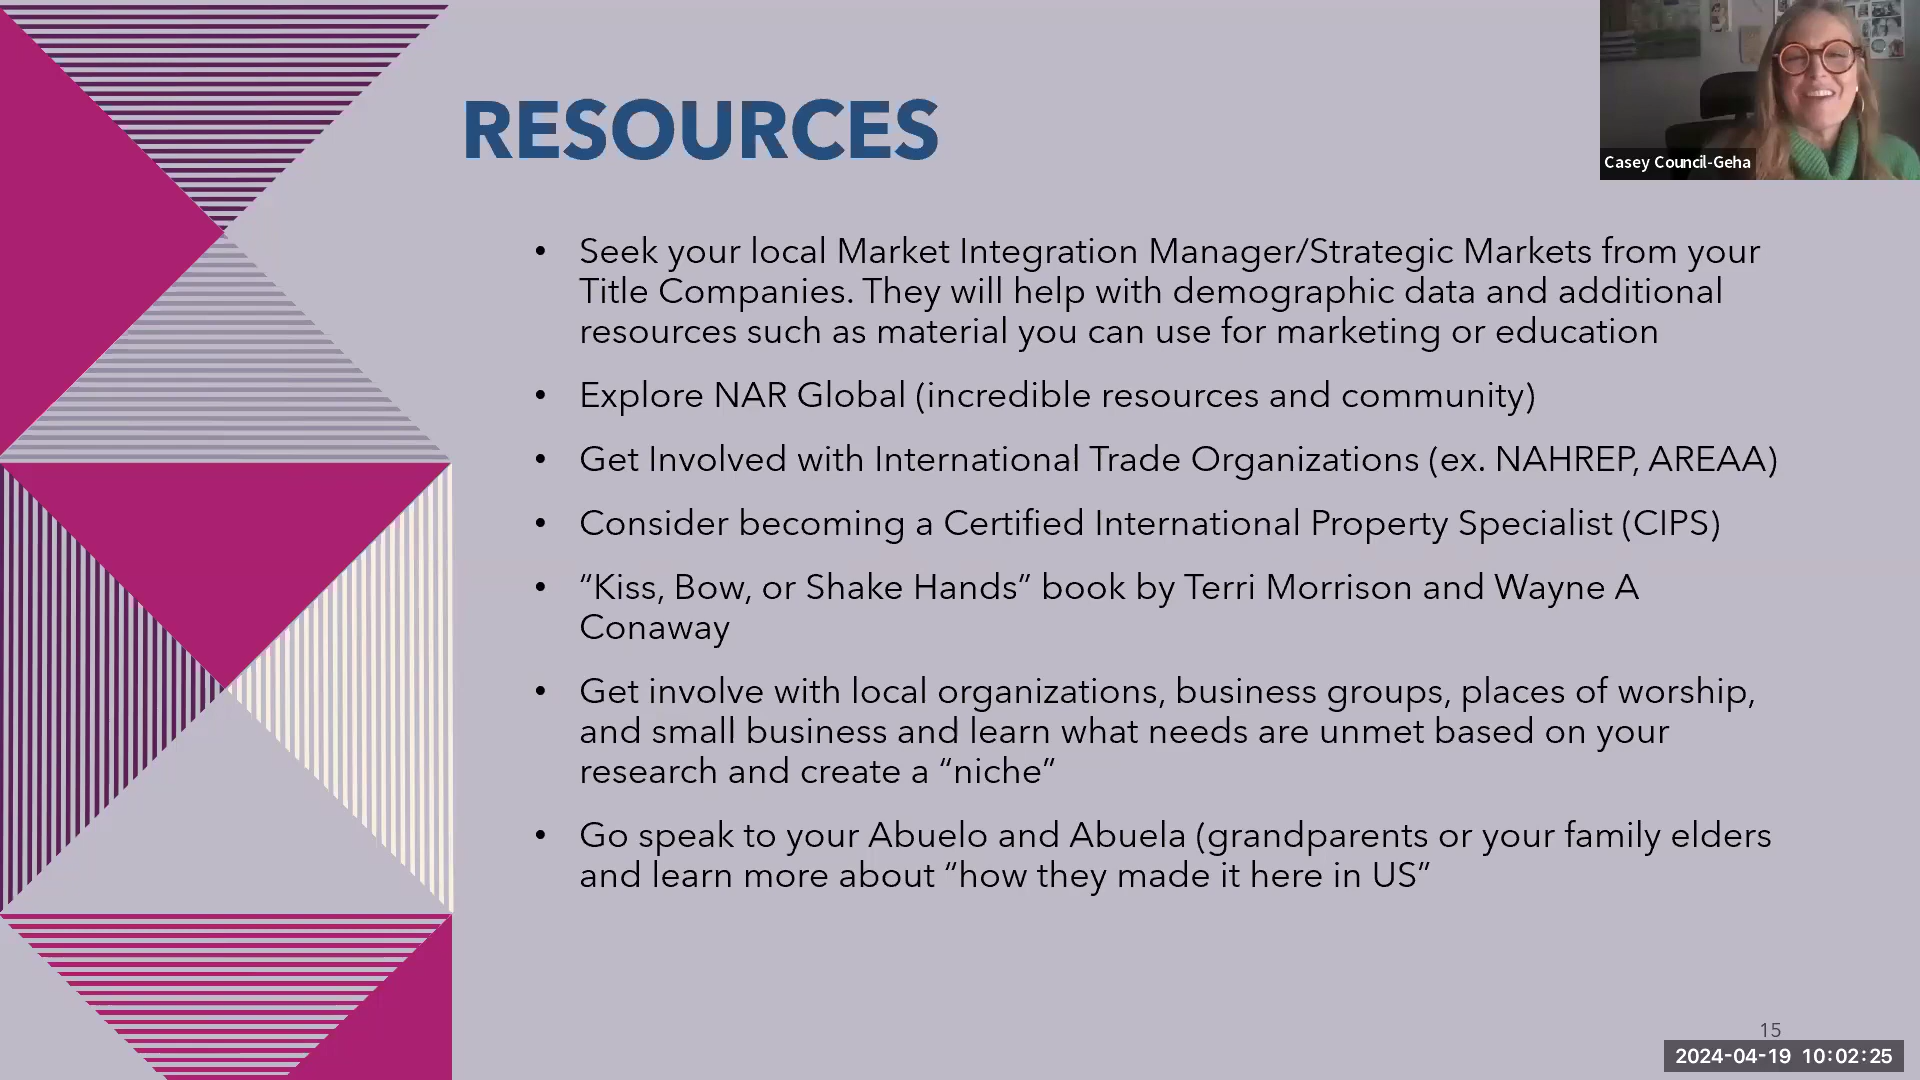 RESOURCES
Casey Council-Geha
• Seek your local Market Integration Manager/Strategic Markets from your
Title Companies. They will help with demographic data and additional
resources such as material you can use for marketing or education
• Explore NAR Global (incredible resources and community)
• Get Involved with International Trade Organizations (ex. NAHREP, AREAA)
• Consider becoming a Certified International Property Specialist (CIPS)
• “Kiss, Bow, or Shake Hands” book by Terri Morrison and Wayne A
Conaway
• Get involve with local organizations, business groups, places of worship,
and small business and learn what needs are unmet based on your
research and create a “niche”
• Go speak to your Abuelo and Abuela (grandparents or your family elders
and learn more about “how they made it here in US”
15
2024-04-19 10:02:25